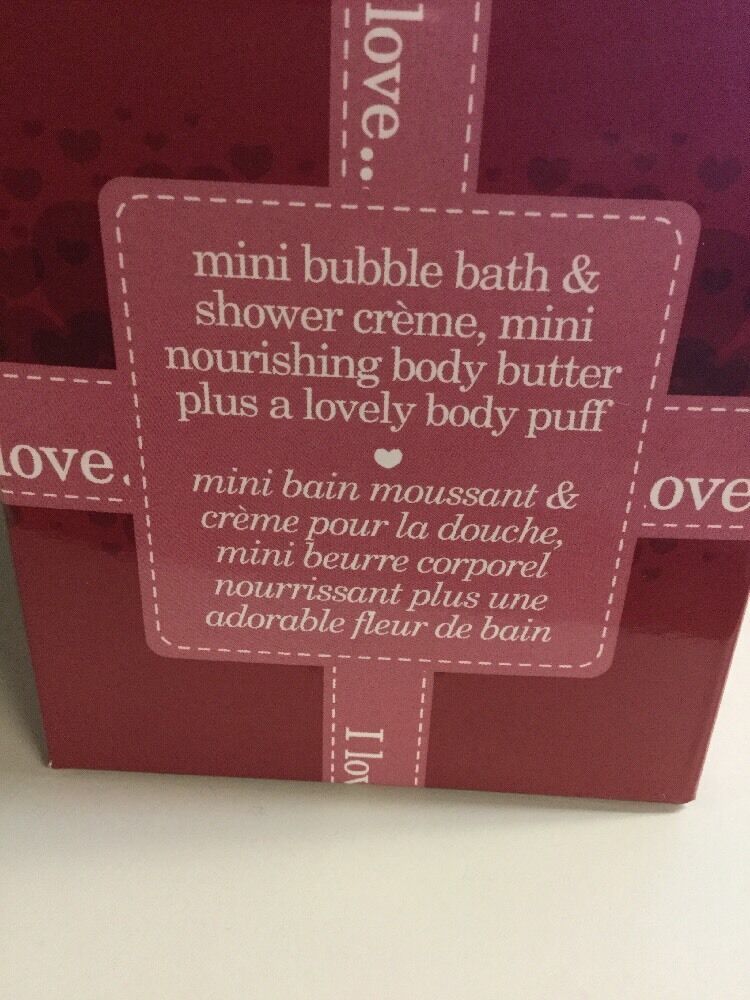 love...
mini bubble bath &
shower crème, mini
nourishing body butter
plus a lovely body puff
love.
ove
mini bain moussant &
crème pour la douche,
mini beurre corporel
nourrissant plus une
adorable fleur de bain
I lov